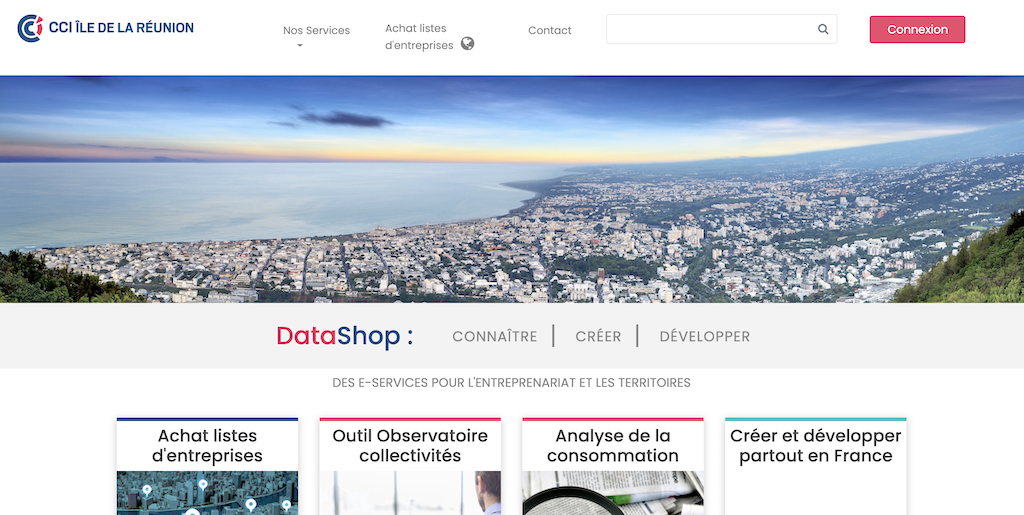 CCI ÎLE DE LA RÉUNION
Nos Services
Achat listes
d'entreprises
Contact
Connexion
DataShop :
CONNAÎTRE
CRÉER
DÉVELOPPER
DES E-SERVICES POUR L'ENTREPRENARIAT ET LES TERRITOIRES
Achat listes
d'entreprises
Outil Observatoire
collectivités
Analyse de la
consommation
Créer et développer
partout en France